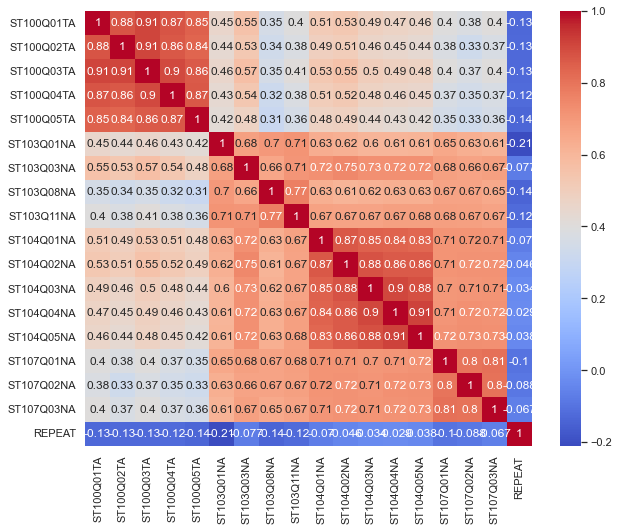 ST100Q01TA 1 0.88 0.91 0.87 0.85 0.45 0.55 0.35 0.4 0.51 0.53 0.49 0.47 0.46 0.4 0.38 0.4 -0.13
ST100Q02TA 0.88 1 0.91 0.86 0.84 0.44 0.53 0.34 0.38 0.49 0.51 0.46 0.45 0.44 0.38 0.33 0.37 -0.13
ST100Q03TA 0.91 0.91 1 0.9 0.86 0.46 0.57 0.35 0.41 0.53 0.55 0.5 0.49 0.48 0.4 0.37 0.4 -0.13
ST100Q04TA 0.87 0.86 0.9 1 0.87 0.43 0.54 0.32 0.38 0.51 0.52 0.48 0.46 0.45 0.37 0.35 0.37 -0.12
ST100Q05TA 0.85 0.84 0.86 0.87 1 0.42 0.48 0.31 0.36 0.48 0.49 0.44 0.43 0.42 0.35 0.33 0.36 -0.14
ST103Q01NA 0.45 0.44 0.46 0.43 0.42 1 0.68 0.7 0.71 0.63 0.62 0.6 0.61 0.61 0.65 0.63 0.61 -0.21
ST103Q03NA 0.55 0.53 0.57 0.54 0.48 0.68 1 0.66 0.71 0.72 0.75 0.73 0.72 0.72 0.68 0.66 0.67 -0.077
ST103Q08NA 0.35 0.34 0.35 0.32 0.31 0.7 0.66 1 0.77 0.63 0.61 0.62 0.63 0.63 0.67 0.67 0.65 -0.14
ST103Q11NA 0.4 0.38 0.41 0.38 0.36 0.71 0.71 0.77 1 0.67 0.67 0.67 0.67 0.68 0.68 0.67 0.67 -0.12
ST104Q01NA 0.51 0.49 0.53 0.51 0.48 0.63 0.72 0.63 0.67 1 0.87 0.85 0.84 0.83 0.71 0.72 0.71 -0.07
ST104Q02NA 0.53 0.51 0.55 0.52 0.49 0.62 0.75 0.61 0.67 0.87 1 0.88 0.86 0.86 0.71 0.72 0.72 -0.046
ST104Q03NA 0.49 0.46 0.5 0.48 0.44 0.6 0.73 0.62 0.67 0.85 0.88 1 0.9 0.88 0.7 0.71 0.71 -0.034
ST104Q04NA 0.47 0.45 0.49 0.46 0.43 0.61 0.72 0.63 0.67 0.84 0.86 0.9 1 0.91 0.71 0.72 0.72 -0.029
ST104Q05NA 0.46 0.44 0.48 0.45 0.42 0.61 0.72 0.63 0.68 0.83 0.86 0.88 0.91 1 0.72 0.73 0.73 -0.038
ST107Q01NA 0.4 0.38 0.4 0.37 0.35 0.65 0.68 0.67 0.68 0.71 0.71 0.7 0.71 0.72 1 0.8 0.81 -0.1
ST107Q02NA 0.38 0.33 0.37 0.35 0.33 0.63 0.66 0.67 0.67 0.72 0.72 0.71 0.72 0.73 0.8 1 0.8 -0.088
ST107Q03NA 0.4 0.37 0.4 0.37 0.36 0.61 0.67 0.65 0.67 0.71 0.72 0.71 0.72 0.73 0.81 0.8 1 -0.067
REPEAT -0.13 -0.13 -0.13 -0.12 -0.14 -0.21 -0.077 -0.14 -0.12 -0.07 -0.046 -0.034 -0.029 -0.038 -0.1 -0.088 -0.067 1
ST100Q01TA
ST100Q02TA
ST100Q03TA
ST100Q04TA
ST100Q05TA
ST103Q01NA
ST103Q03NA
ST103Q08NA
ST103Q11NA
ST104Q01NA
ST104Q02NA
ST104Q03NA
ST104Q04NA
ST104Q05NA
ST107Q01NA
ST107Q02NA
ST107Q03NA
REPEAT
1.0
0.8
0.6
0.4
0.2
0.0
-0.2